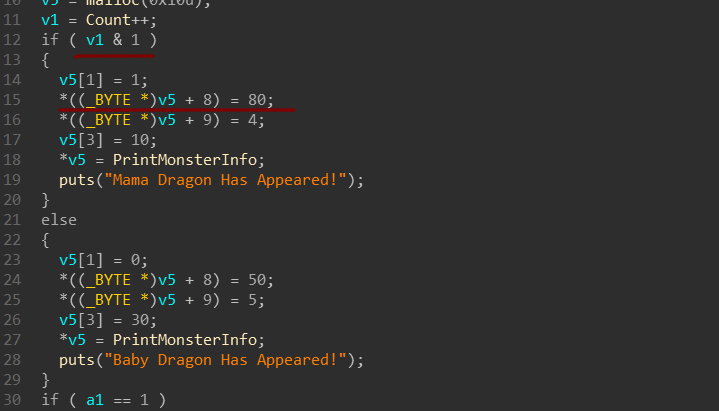 10 v5 = malloc(0x10u);
11 v1 = Count++;
12 if ( v1 & 1 )
13 {
14 v5[1] = 1;
15 *((_BYTE *)v5 + 8) = 80;
16 *((_BYTE *)v5 + 9) = 4;
17 v5[3] = 10;
18 *v5 = PrintMonsterInfo;
19 puts("Mama Dragon Has Appeared!");
20 }
21 else
22 {
23 v5[1] = 0;
24 *((_BYTE *)v5 + 8) = 50;
25 *((_BYTE *)v5 + 9) = 5;
26 v5[3] = 30;
27 *v5 = PrintMonsterInfo;
28 puts("Baby Dragon Has Appeared!");
29 }
30 if ( a1 == 1 )